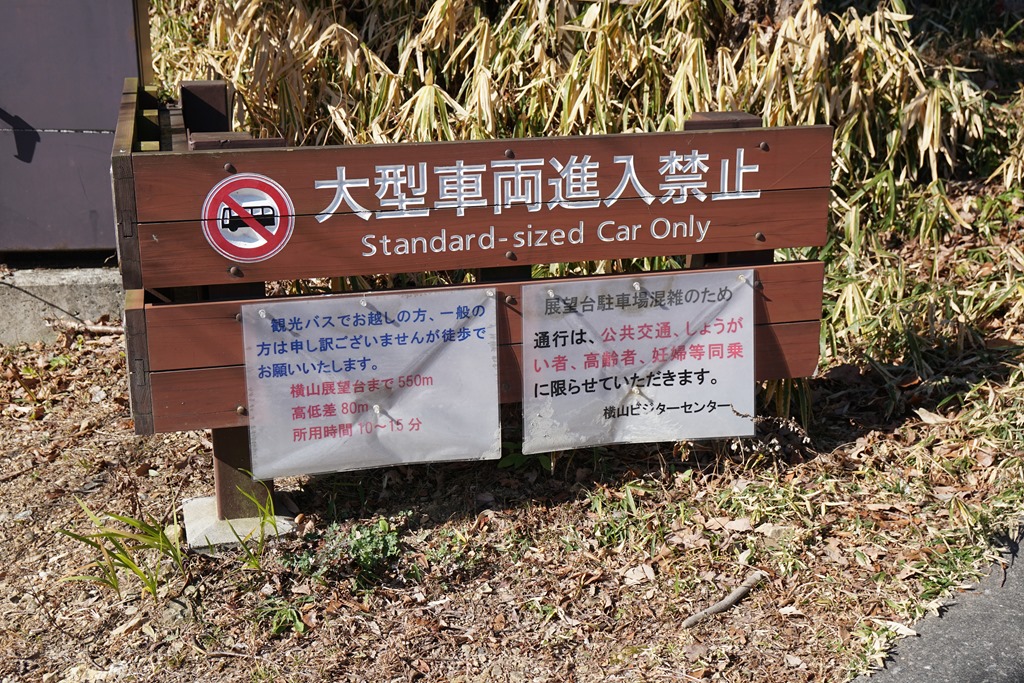 大型車両進入禁止
Standard-sized Car Only
観光バスでお越しの方、一般の
方は申し訳ございませんが徒歩で
お願いいたします。
横山展望台まで 550m
高低差 80m
所用時間 10～15 分
展望台駐車場混雑のため
通行は、公共交通、しょうが
い者、高齢者、妊婦等同乗
に限らせていただきます。
横山ビジターセンター